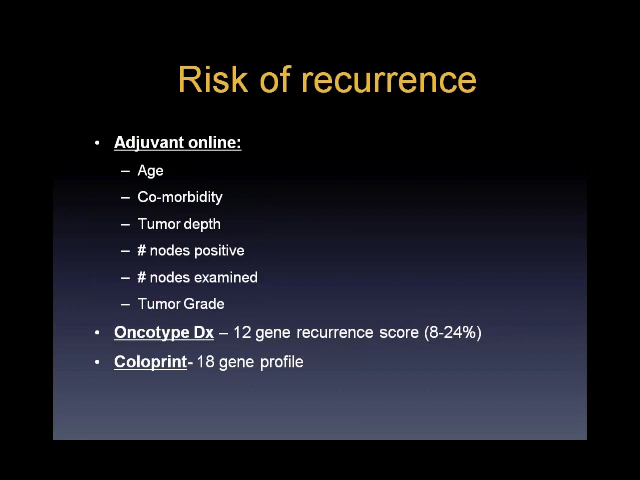 Risk of recurrence
• Adjuvant online:
– Age
– Co-morbidity
– Tumor depth
– # nodes positive
– # nodes examined
– Tumor Grade
• Oncotype Dx – 12 gene recurrence score (8-24%)
• Coloprint- 18 gene profile